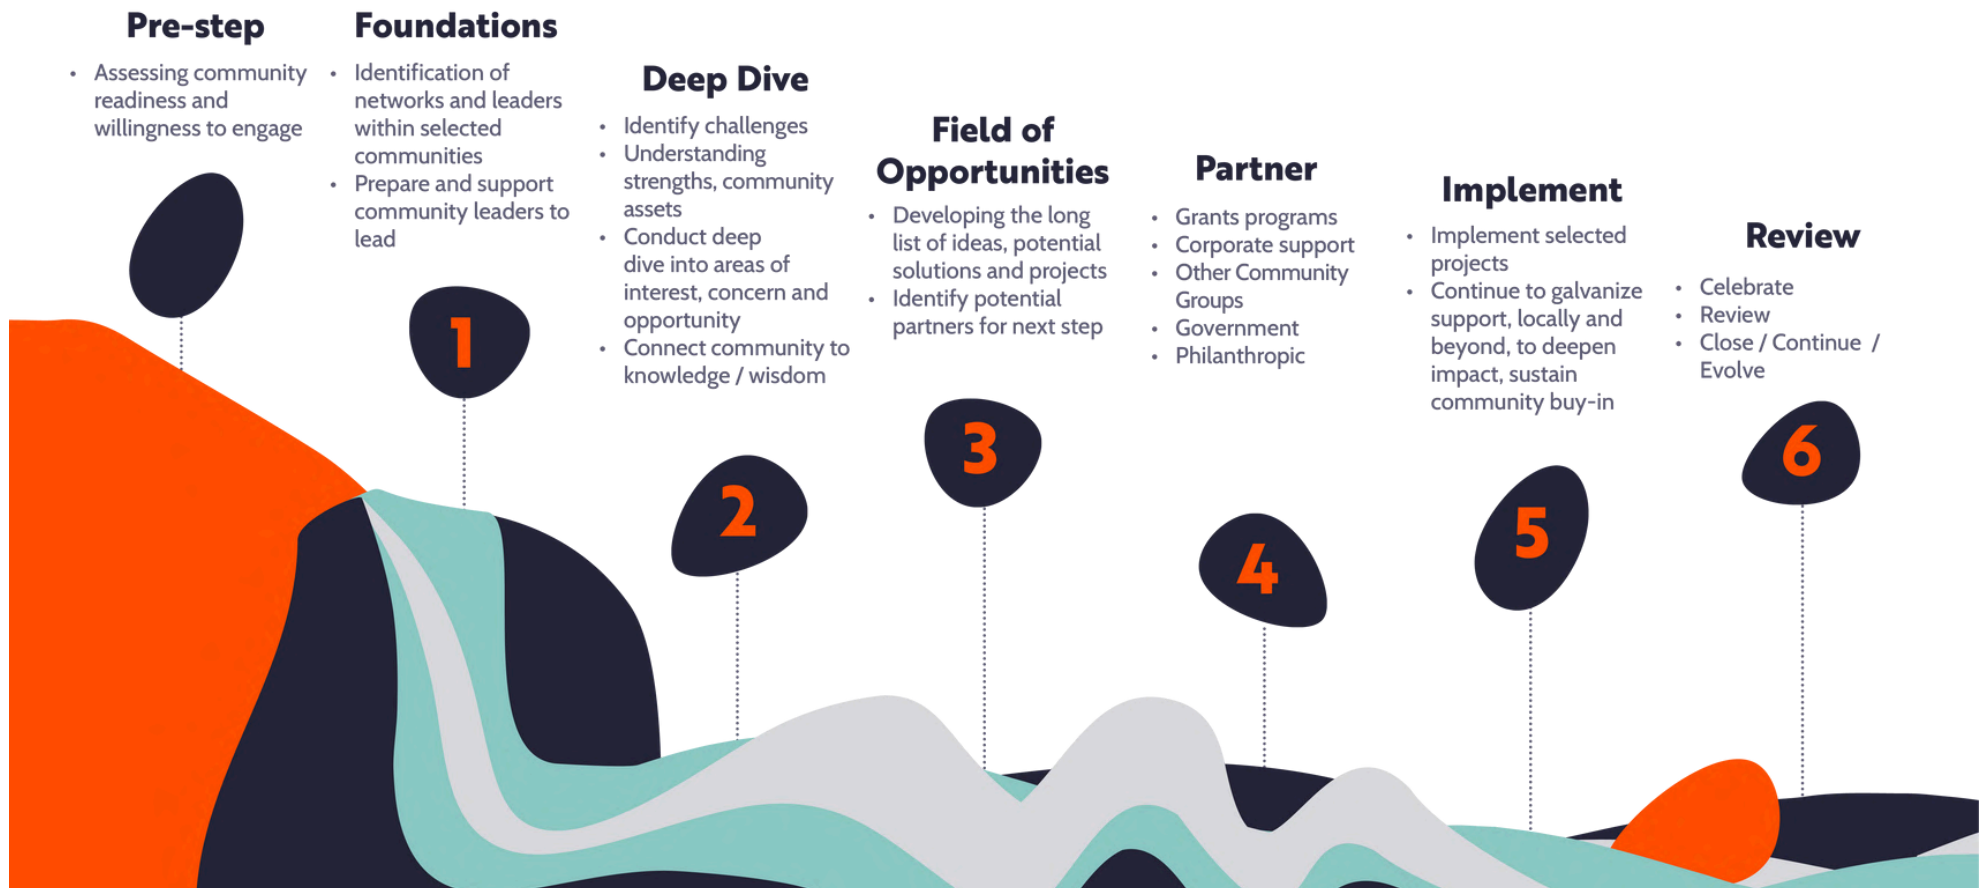 Pre-step
• Assessing community
readiness and
willingness to engage
Foundations
• Identification of
networks and leaders
within selected
communities
• Prepare and support
community leaders to
lead
1
Deep Dive
• Identify challenges
• Understanding
strengths, community
assets
• Conduct deep
dive into areas of
interest, concern and
opportunity
• Connect community to
knowledge / wisdom
2
Field of
Opportunities
• Developing the long
list of ideas, potential
solutions and projects
• Identify potential
partners for next step
3
Partner
• Grants programs
• Corporate support
• Other Community
Groups
• Government
• Philanthropic
4
Implement
• Implement selected
projects
• Continue to galvanize
support, locally and
beyond, to deepen
impact, sustain
community buy-in
5
Review
• Celebrate
• Review
• Close / Continue /
Evolve
6